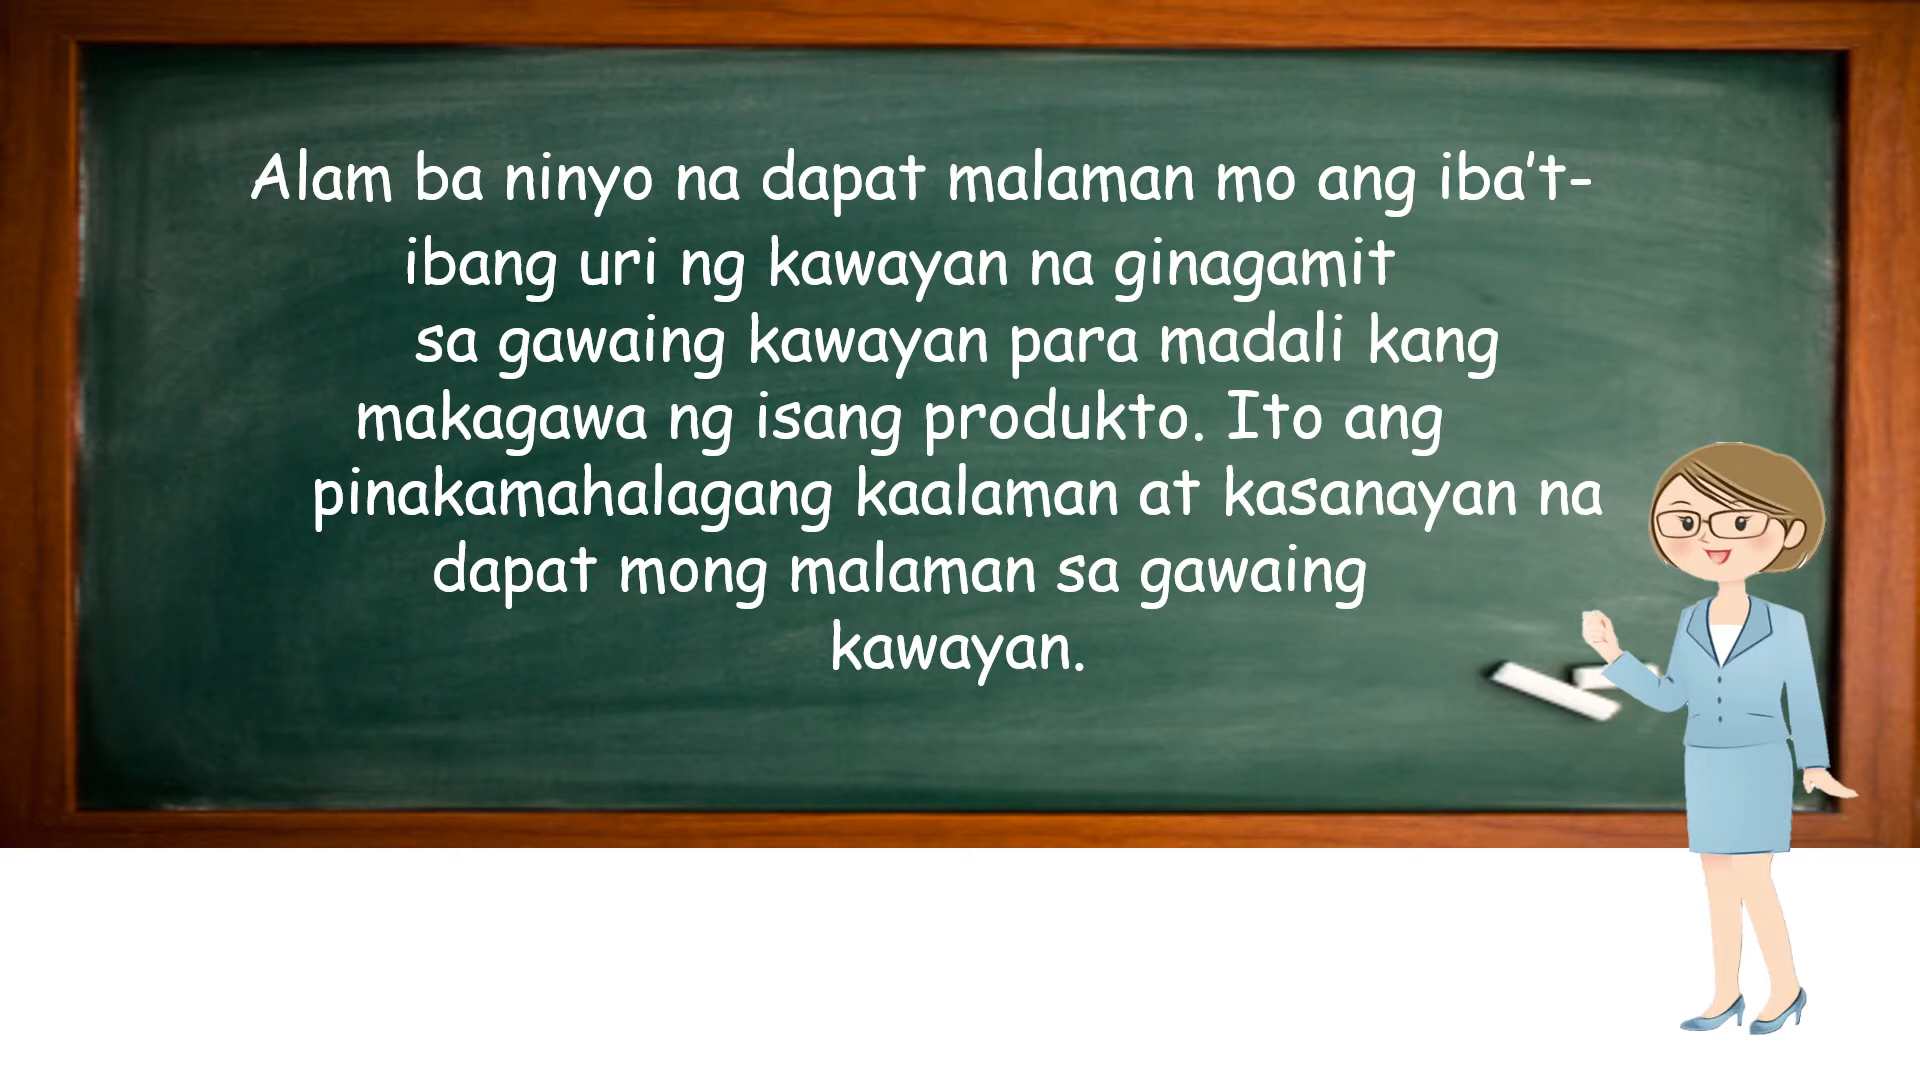 Alam ba ninyo na dapat malaman mo ang iba’t-
ibang uri ng kawayan na ginagamit
sa gawaing kawayan para madali kang
makagawa ng isang produkto. Ito ang
pinakamahalagang kaalaman at kasanayan na
dapat mong malaman sa gawaing
kawayan.